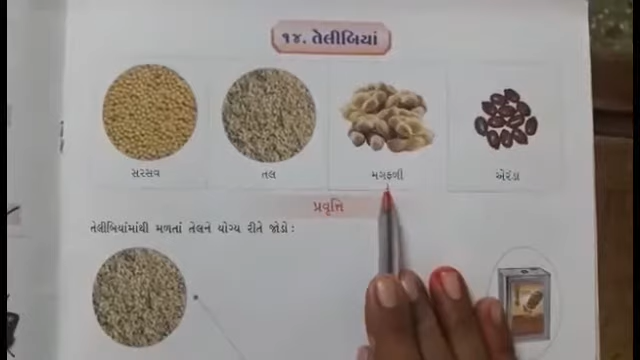 ૧૪. તેલીબિયાં
સરસવ તલ મગફળી એરંડા
પ્રવૃત્તિ
તેલીબિયાંમાંથી મળતાં તેલને યોગ્ય રીતે જોડો :